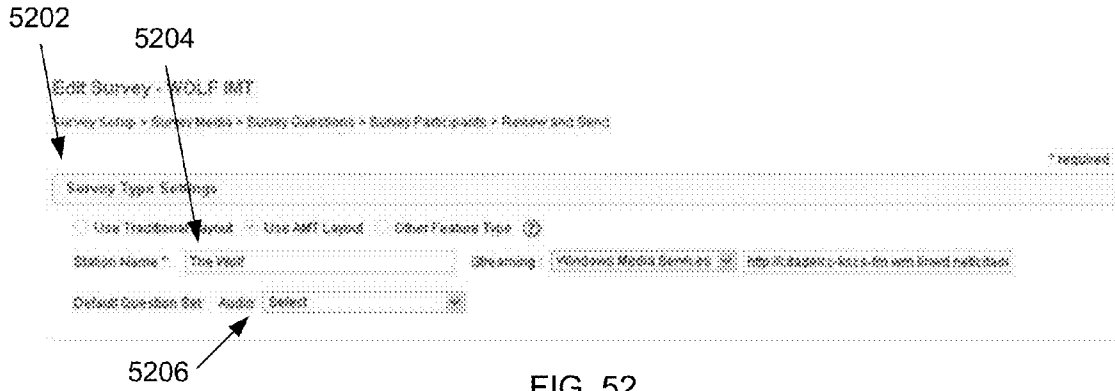 5202
5204
Edit Survey - WOLF IMT
Survey Setup > Survey Media > Survey Questions > Survey Participants > Review and Send
* required
Survey Type Settings
Use Traditional Layout Use AMT Layout Other Feature Type ?
Station Name *: The Wolf Streaming: Windows Media Services
Default Question Set Audio: Select
5206
FIG. 52